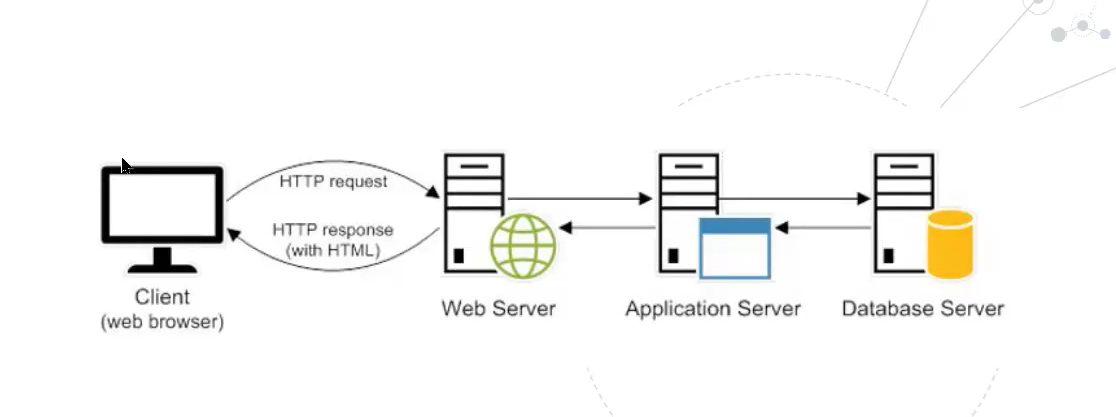 HTTP request
HTTP response
(with HTML)
Client
(web browser)
Web Server
Application Server
Database Server